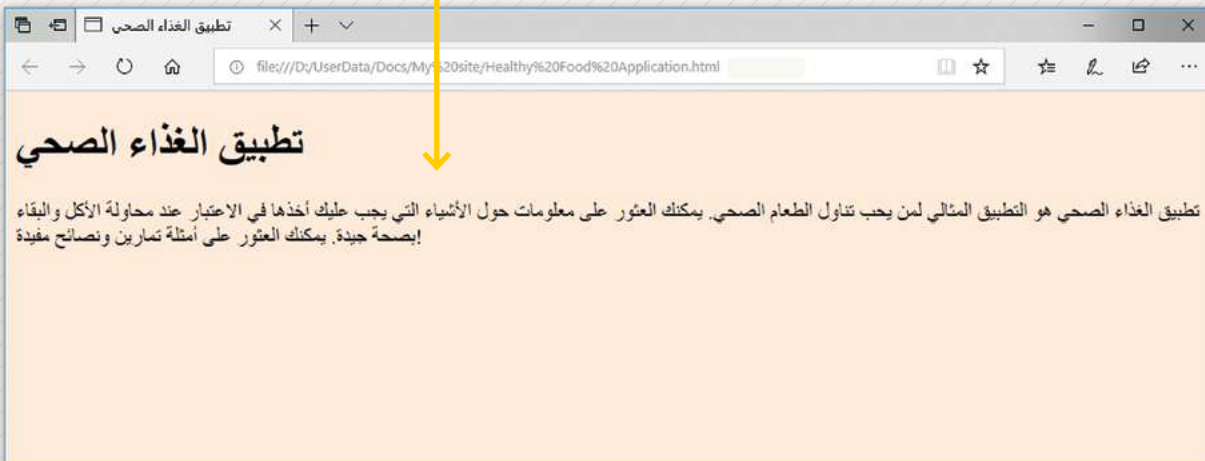 تطبيق الغذاء الصحي
file:///D:/UserData/Docs/My%20site/Healthy%20Food%20Application.html
تطبيق الغذاء الصحي
تطبيق الغذاء الصحي هو التطبيق المثالي لمن يحب تناول الطعام الصحي. يمكنك العثور على معلومات حول الأشياء التي يجب عليك أخذها في الاعتبار عند محاولة الأكل والبقاء
بصحة جيدة. يمكنك العثور على أمثلة تمارين ونصائح مفيدة!